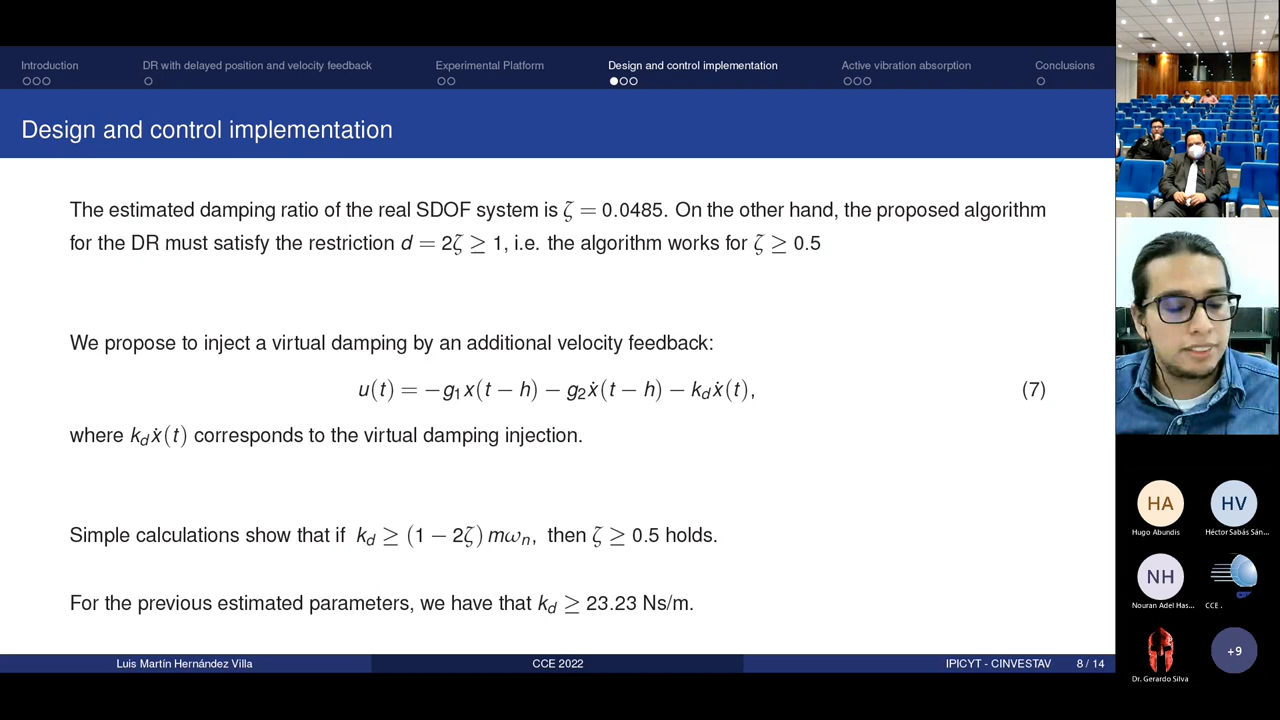 Introduction
DR with delayed position and velocity feedback
Experimental Platform
Design and control implementation
Active vibration absorption
Conclusions
Design and control implementation
The estimated damping ratio of the real SDOF system is ζ = 0.0485. On the other hand, the proposed algorithm
for the DR must satisfy the restriction d = 2ζ ≥ 1, i.e. the algorithm works for ζ ≥ 0.5
We propose to inject a virtual damping by an additional velocity feedback:
u(t) = −g₁x(t − h) − g₂ẋ(t − h) − k_dẋ(t), (7)
where k_dẋ(t) corresponds to the virtual damping injection.
Simple calculations show that if k_d ≥ (1 − 2ζ) mω_n, then ζ ≥ 0.5 holds.
For the previous estimated parameters, we have that k_d ≥ 23.23 Ns/m.
Luis Martín Hernández Villa
CCE 2022
IPICYT - CINVESTAV 8 / 14
HA
Hugo Abundis
HV
Héctor Sabás Sán...
NH
Nouran Adel Has...
CCE .
Dr. Gerardo Silva
+9